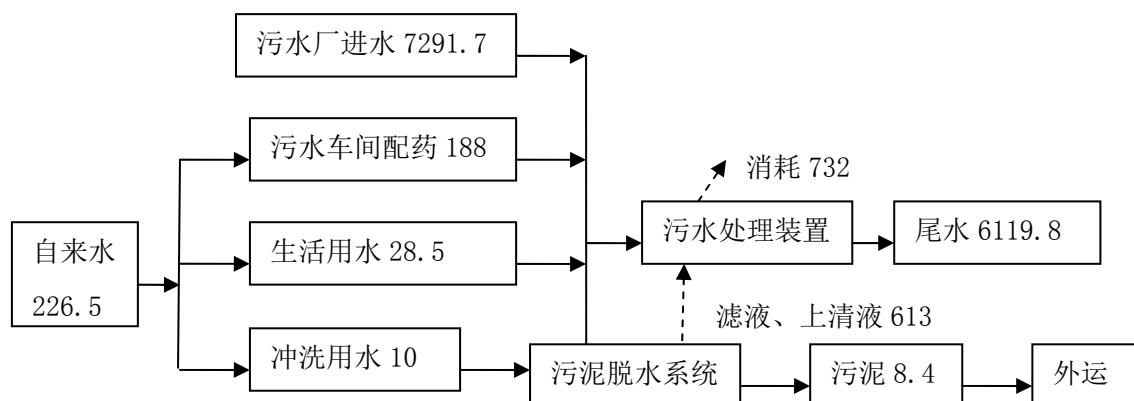 污水厂进水 7291.7
污水车间配药 188
消耗 732
自来水
226.5
生活用水 28.5
污水处理装置
尾水 6119.8
滤液、上清液 613
冲洗用水 10
污泥脱水系统
污泥 8.4
外运